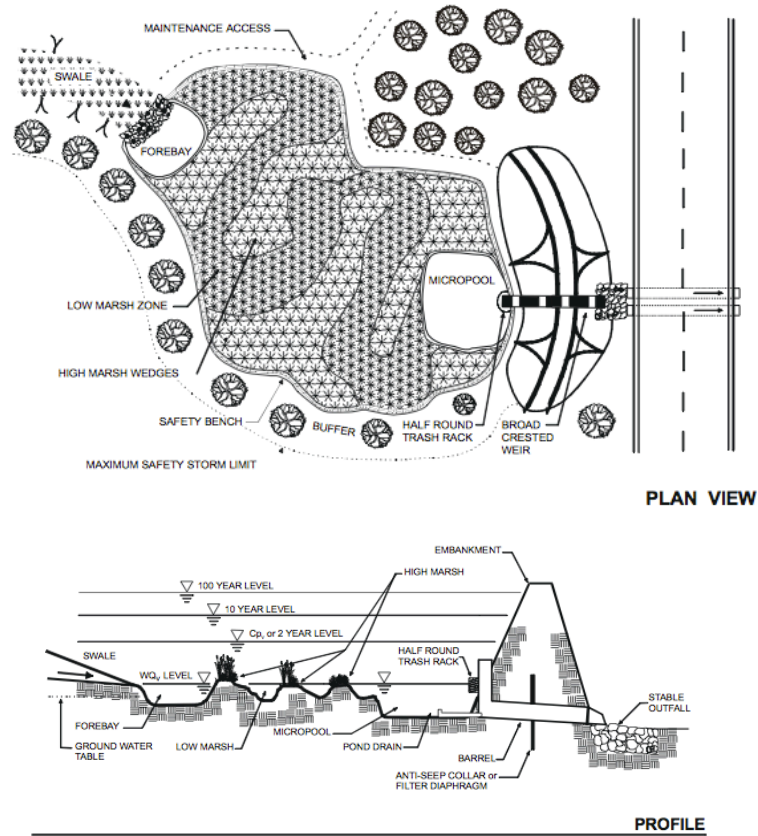 MAINTENANCE ACCESS
SWALE
FOREBAY
MICROPOOL
LOW MARSH ZONE
HIGH MARSH WEDGES
SAFETY BENCH
BUFFER
HALF ROUND
TRASH RACK
BROAD
CRESTED
WEIR
MAXIMUM SAFETY STORM LIMIT
PLAN VIEW
EMBANKMENT
HIGH MARSH
100 YEAR LEVEL
10 YEAR LEVEL
Cpᵥ or 2 YEAR LEVEL
HALF ROUND
TRASH RACK
SWALE
WQᵥ LEVEL
STABLE
OUTFALL
FOREBAY
MICROPOOL
GROUND WATER
TABLE
LOW MARSH
POND DRAIN
BARREL
ANTI-SEEP COLLAR or
FILTER DIAPHRAGM
PROFILE